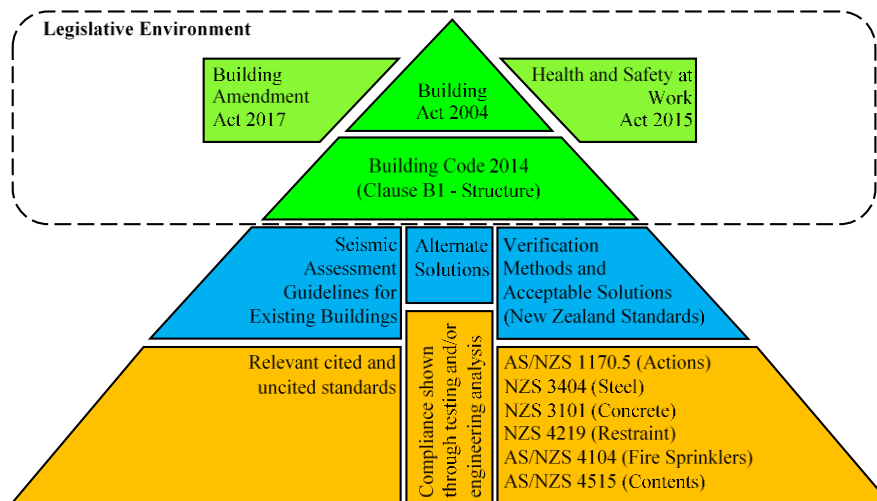 Legislative Environment
Building
Amendment
Act 2017
Building
Act 2004
Health and Safety at
Work
Act 2015
Building Code 2014
(Clause B1 - Structure)
Seismic
Assessment
Guidelines for
Existing Buildings
Alternate
Solutions
Verification
Methods and
Acceptable Solutions
(New Zealand Standards)
Relevant cited and
uncited standards
Compliance shown
through testing and/or
engineering analysis
AS/NZS 1170.5 (Actions)
NZS 3404 (Steel)
NZS 3101 (Concrete)
NZS 4219 (Restraint)
AS/NZS 4104 (Fire Sprinklers)
AS/NZS 4515 (Contents)